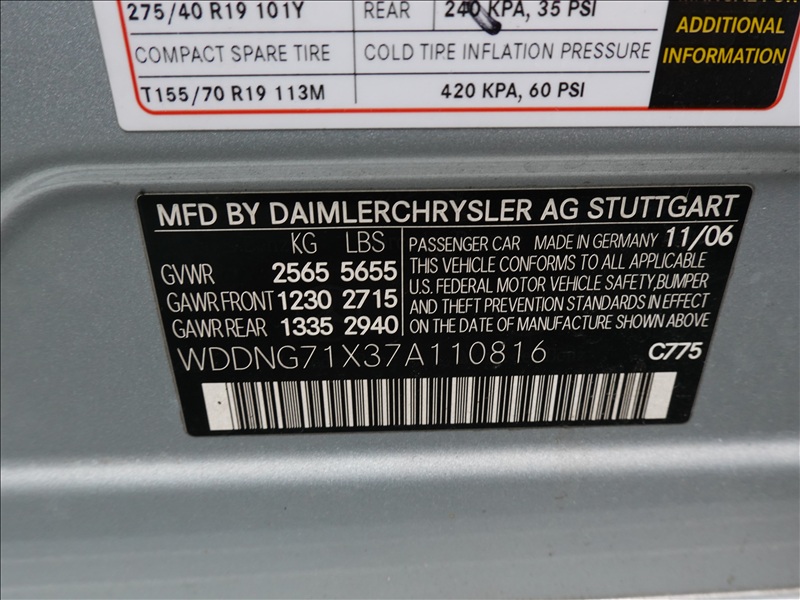 275/40 R19 101Y REAR 240 KPA, 35 PSI
COMPACT SPARE TIRE COLD TIRE INFLATION PRESSURE
T155/70 R19 113M 420 KPA, 60 PSI
ADDITIONAL
INFORMATION
MFD BY DAIMLERCHRYSLER AG STUTTGART
KG LBS
GVWR 2565 5655
GAWR FRONT 1230 2715
GAWR REAR 1335 2940
PASSENGER CAR MADE IN GERMANY 11/06
THIS VEHICLE CONFORMS TO ALL APPLICABLE
U.S. FEDERAL MOTOR VEHICLE SAFETY, BUMPER
AND THEFT PREVENTION STANDARDS IN EFFECT
ON THE DATE OF MANUFACTURE SHOWN ABOVE
WDDNG71X37A110816 C775